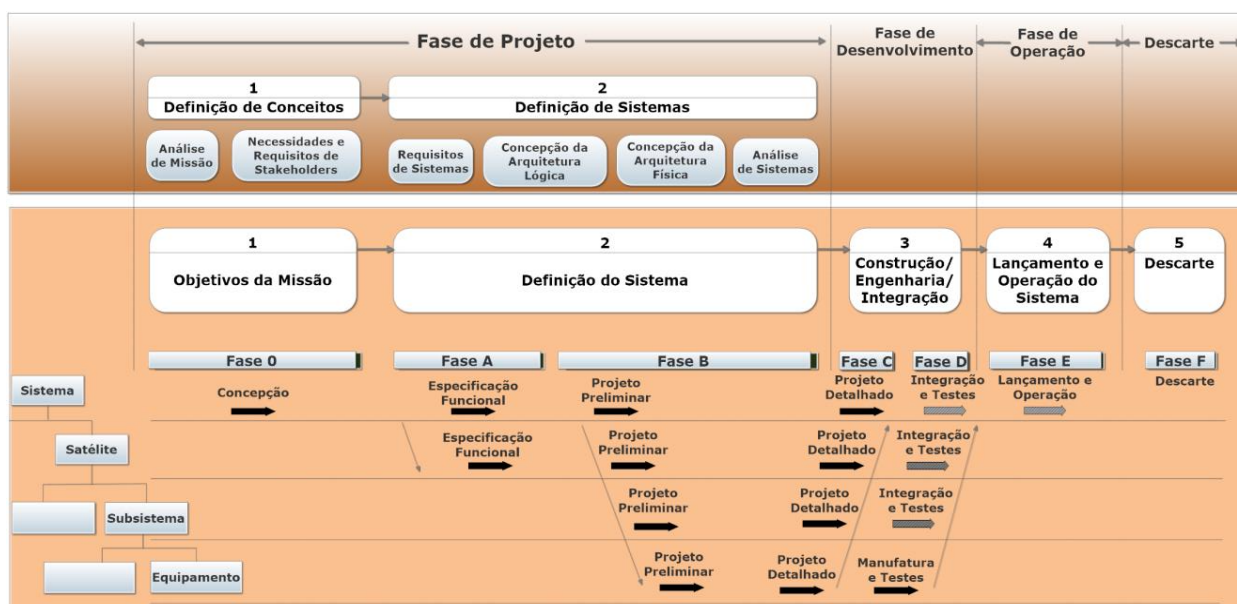 Fase de Projeto
Fase de
Desenvolvimento
Fase de
Operação
Descarte
1
Definição de Conceitos
2
Definição de Sistemas
Análise
de Missão
Necessidades e
Requisitos de
Stakeholders
Requisitos
de Sistemas
Concepção da
Arquitetura
Lógica
Concepção da
Arquitetura
Física
Análise
de Sistemas
1
Objetivos da Missão
2
Definição do Sistema
3
Construção/
Engenharia/
Integração
4
Lançamento e
Operação do
Sistema
5
Descarte
Fase 0
Fase A
Fase B
Fase C
Fase D
Fase E
Fase F
Sistema
Concepção
Especificação
Funcional
Projeto
Preliminar
Projeto
Detalhado
Integração
e Testes
Lançamento e
Operação
Descarte
Satélite
Especificação
Funcional
Projeto
Preliminar
Projeto
Detalhado
Integração
e Testes
Subsistema
Projeto
Preliminar
Projeto
Detalhado
Integração
e Testes
Equipamento
Projeto
Preliminar
Projeto
Detalhado
Manufatura
e Testes